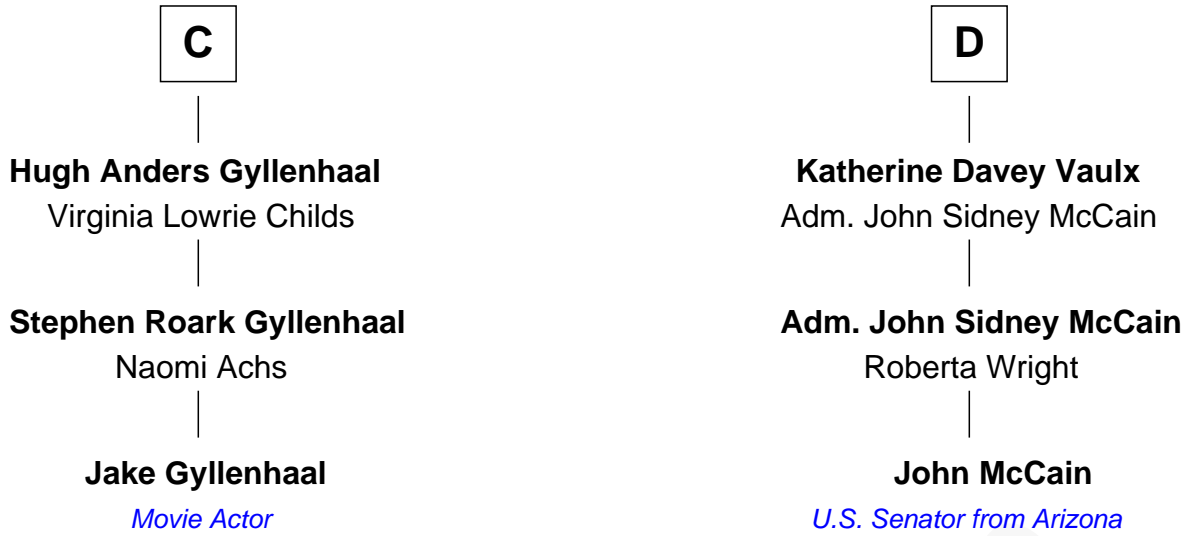 C
Hugh Anders Gyllenhaal
Virginia Lowrie Childs
Stephen Roark Gyllenhaal
Naomi Achs
Jake Gyllenhaal
Movie Actor
D
Katherine Davey Vaulx
Adm. John Sidney McCain
Adm. John Sidney McCain
Roberta Wright
John McCain
U.S. Senator from Arizona